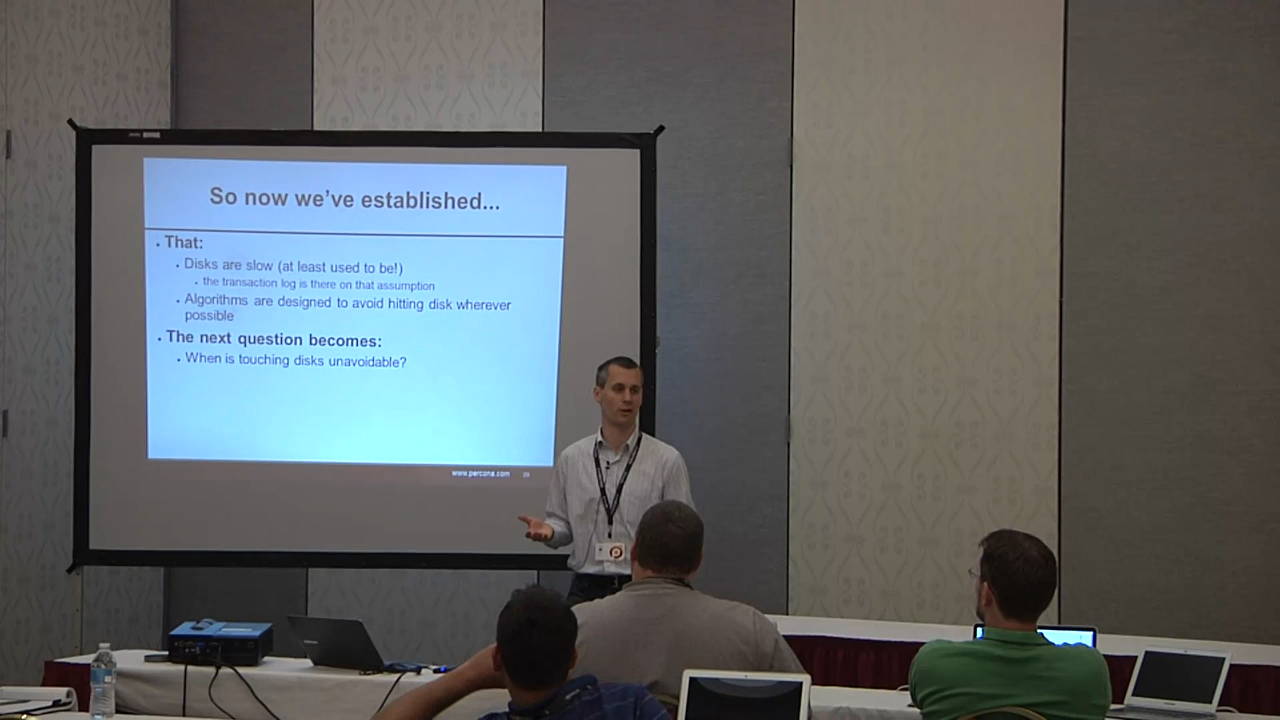 So now we've established...
• That:
• Disks are slow (at least used to be!)
• the transaction log is there on that assumption
• Algorithms are designed to avoid hitting disk wherever
possible
• The next question becomes:
• When is touching disks unavoidable?
www.percona.com